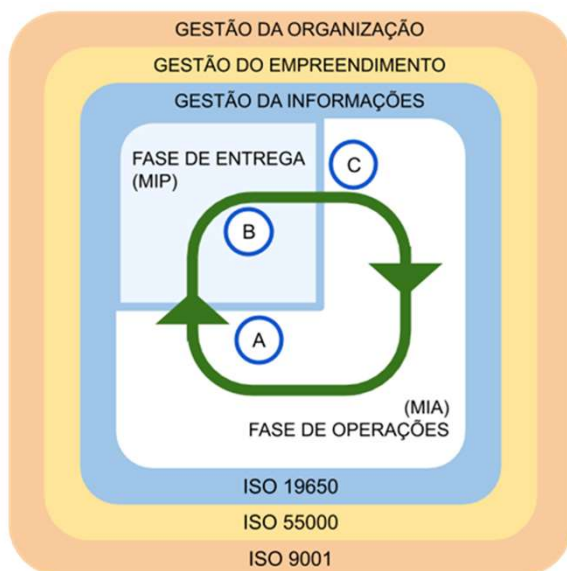 GESTÃO DA ORGANIZAÇÃO
GESTÃO DO EMPREENDIMENTO
GESTÃO DA INFORMAÇÕES
FASE DE ENTREGA
(MIP)
C
B
A
(MIA)
FASE DE OPERAÇÕES
ISO 19650
ISO 55000
ISO 9001